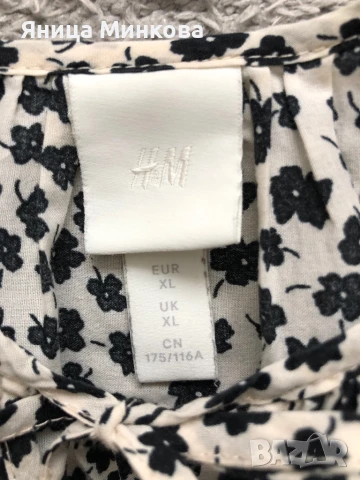 Яница Минкова
H&M
EUR
XL
UK
XL
CN
175/116A
BAZAR